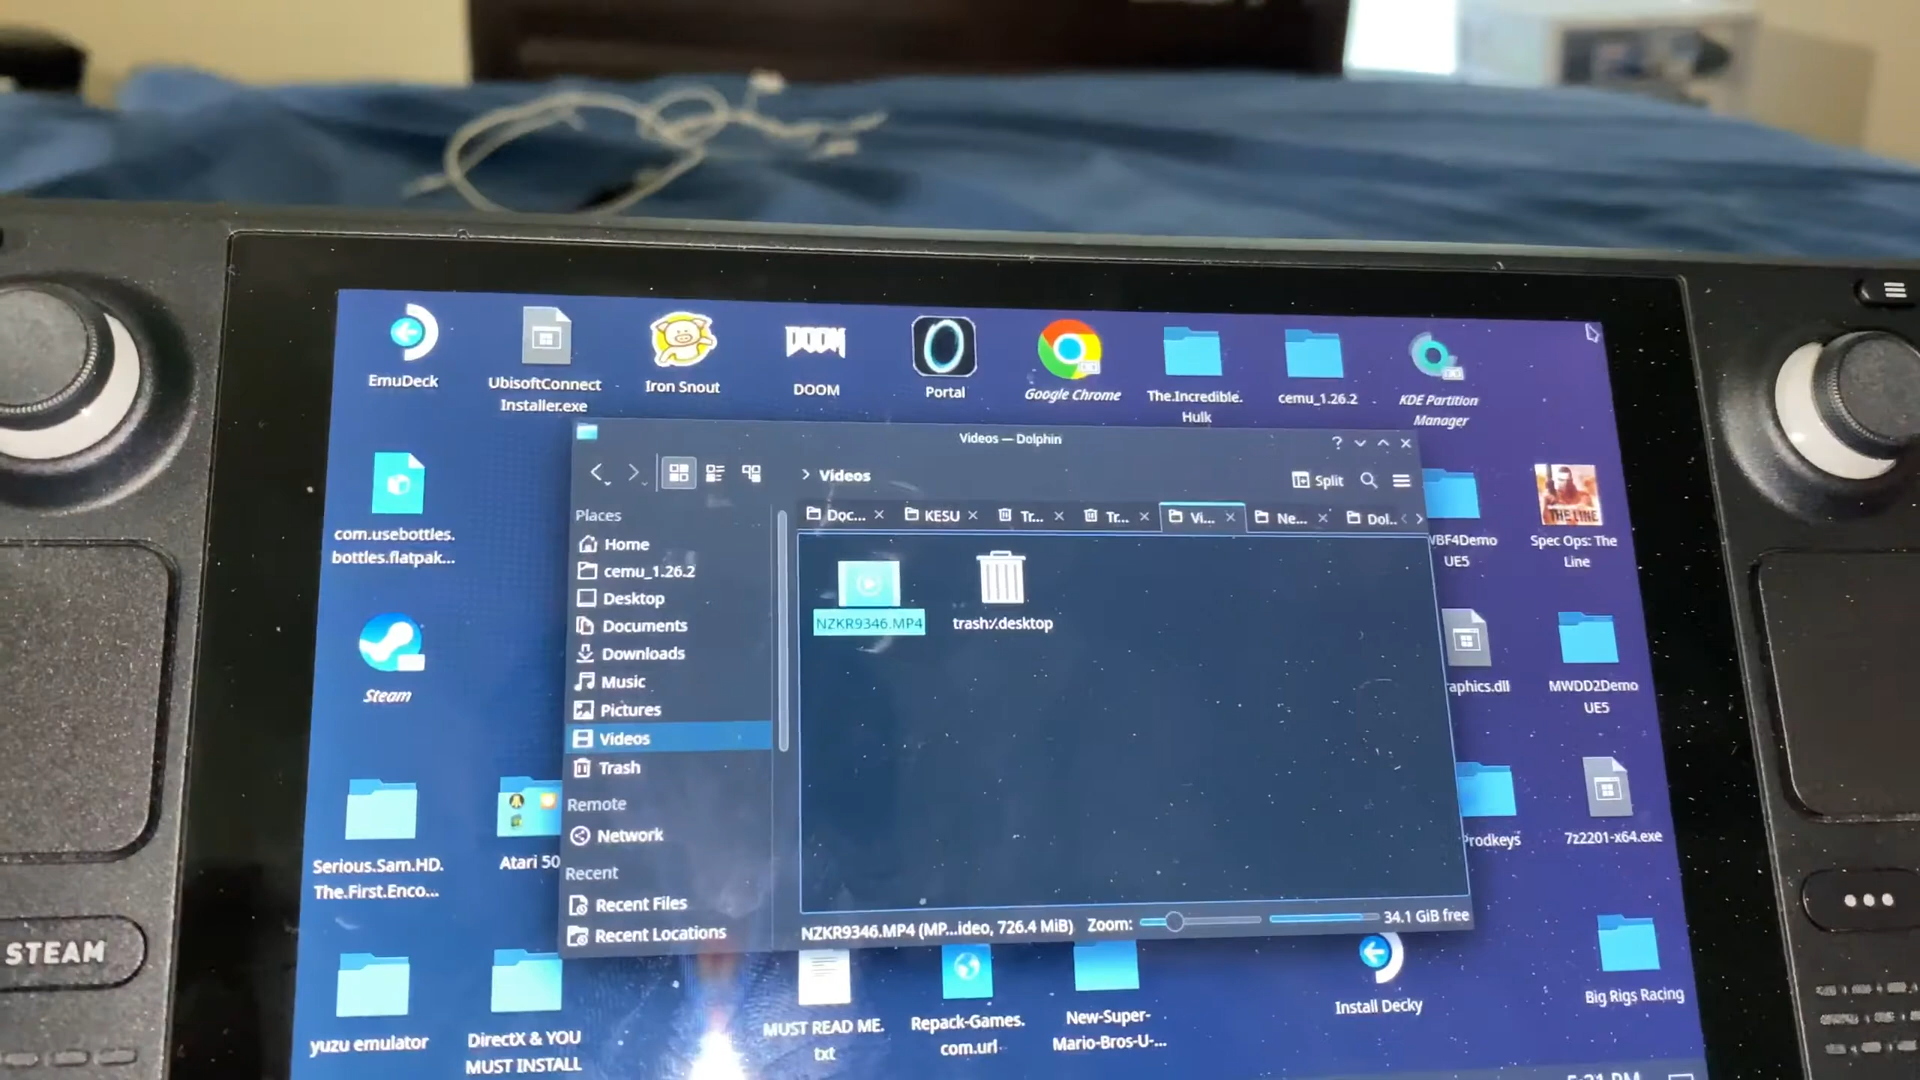 EmuDeck
UbisoftConnect
Installer.exe
Iron Snout
DOOM
DOOM
Portal
Google Chrome
The.Incredible.
Hulk
cemu_1.26.2
KDE Partition
Manager
Videos — Dolphin
Videos
Split
Doc...
KESU
Tr...
Tr...
Vi...
Ne...
Dol..
Places
Home
cemu_1.26.2
Desktop
Documents
Downloads
Music
Pictures
Videos
Trash
Remote
Network
Recent
Recent Files
Recent Locations
NZKR9346.MP4
trash:⁄.desktop
NZKR9346.MP4 (MP...ideo, 726.4 MiB)
Zoom:
34.1 GiB free
com.usebottles.
bottles.flatpak...
Steam
Serious.Sam.HD.
The.First.Enco...
Atari 50
yuzu emulator
DirectX & YOU
MUST INSTALL
MUST READ ME.
txt
Repack-Games.
com.url
New-Super-
Mario-Bros-U-...
Install Decky
Big Rigs Racing
VBF4Demo
UE5
THE LINE
Spec Ops: The
Line
aphics.dll
MWDD2Demo
UE5
Prodkeys
7z2201-x64.exe
STEAM